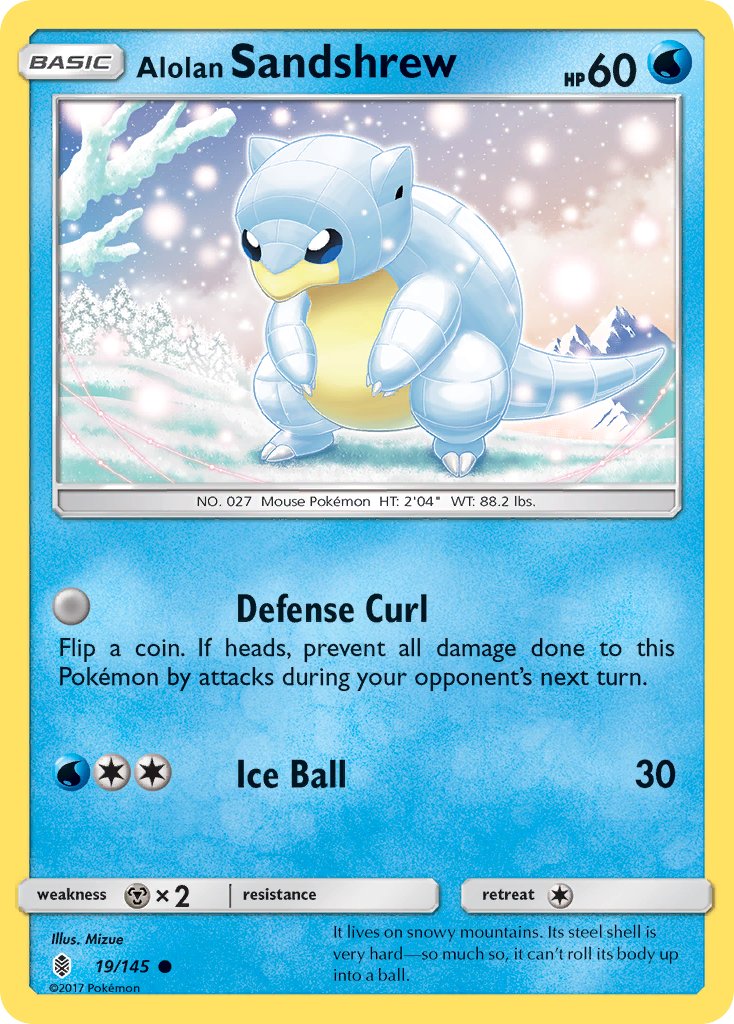 BASIC Alolan Sandshrew HP 60
NO. 027 Mouse Pokémon HT: 2'04" WT: 88.2 lbs.
Defense Curl
Flip a coin. If heads, prevent all damage done to this
Pokémon by attacks during your opponent's next turn.
Ice Ball 30
weakness ×2 resistance retreat
Illus. Mizue
19/145
©2017 Pokémon
It lives on snowy mountains. Its steel shell is
very hard—so much so, it can't roll its body up
into a ball.